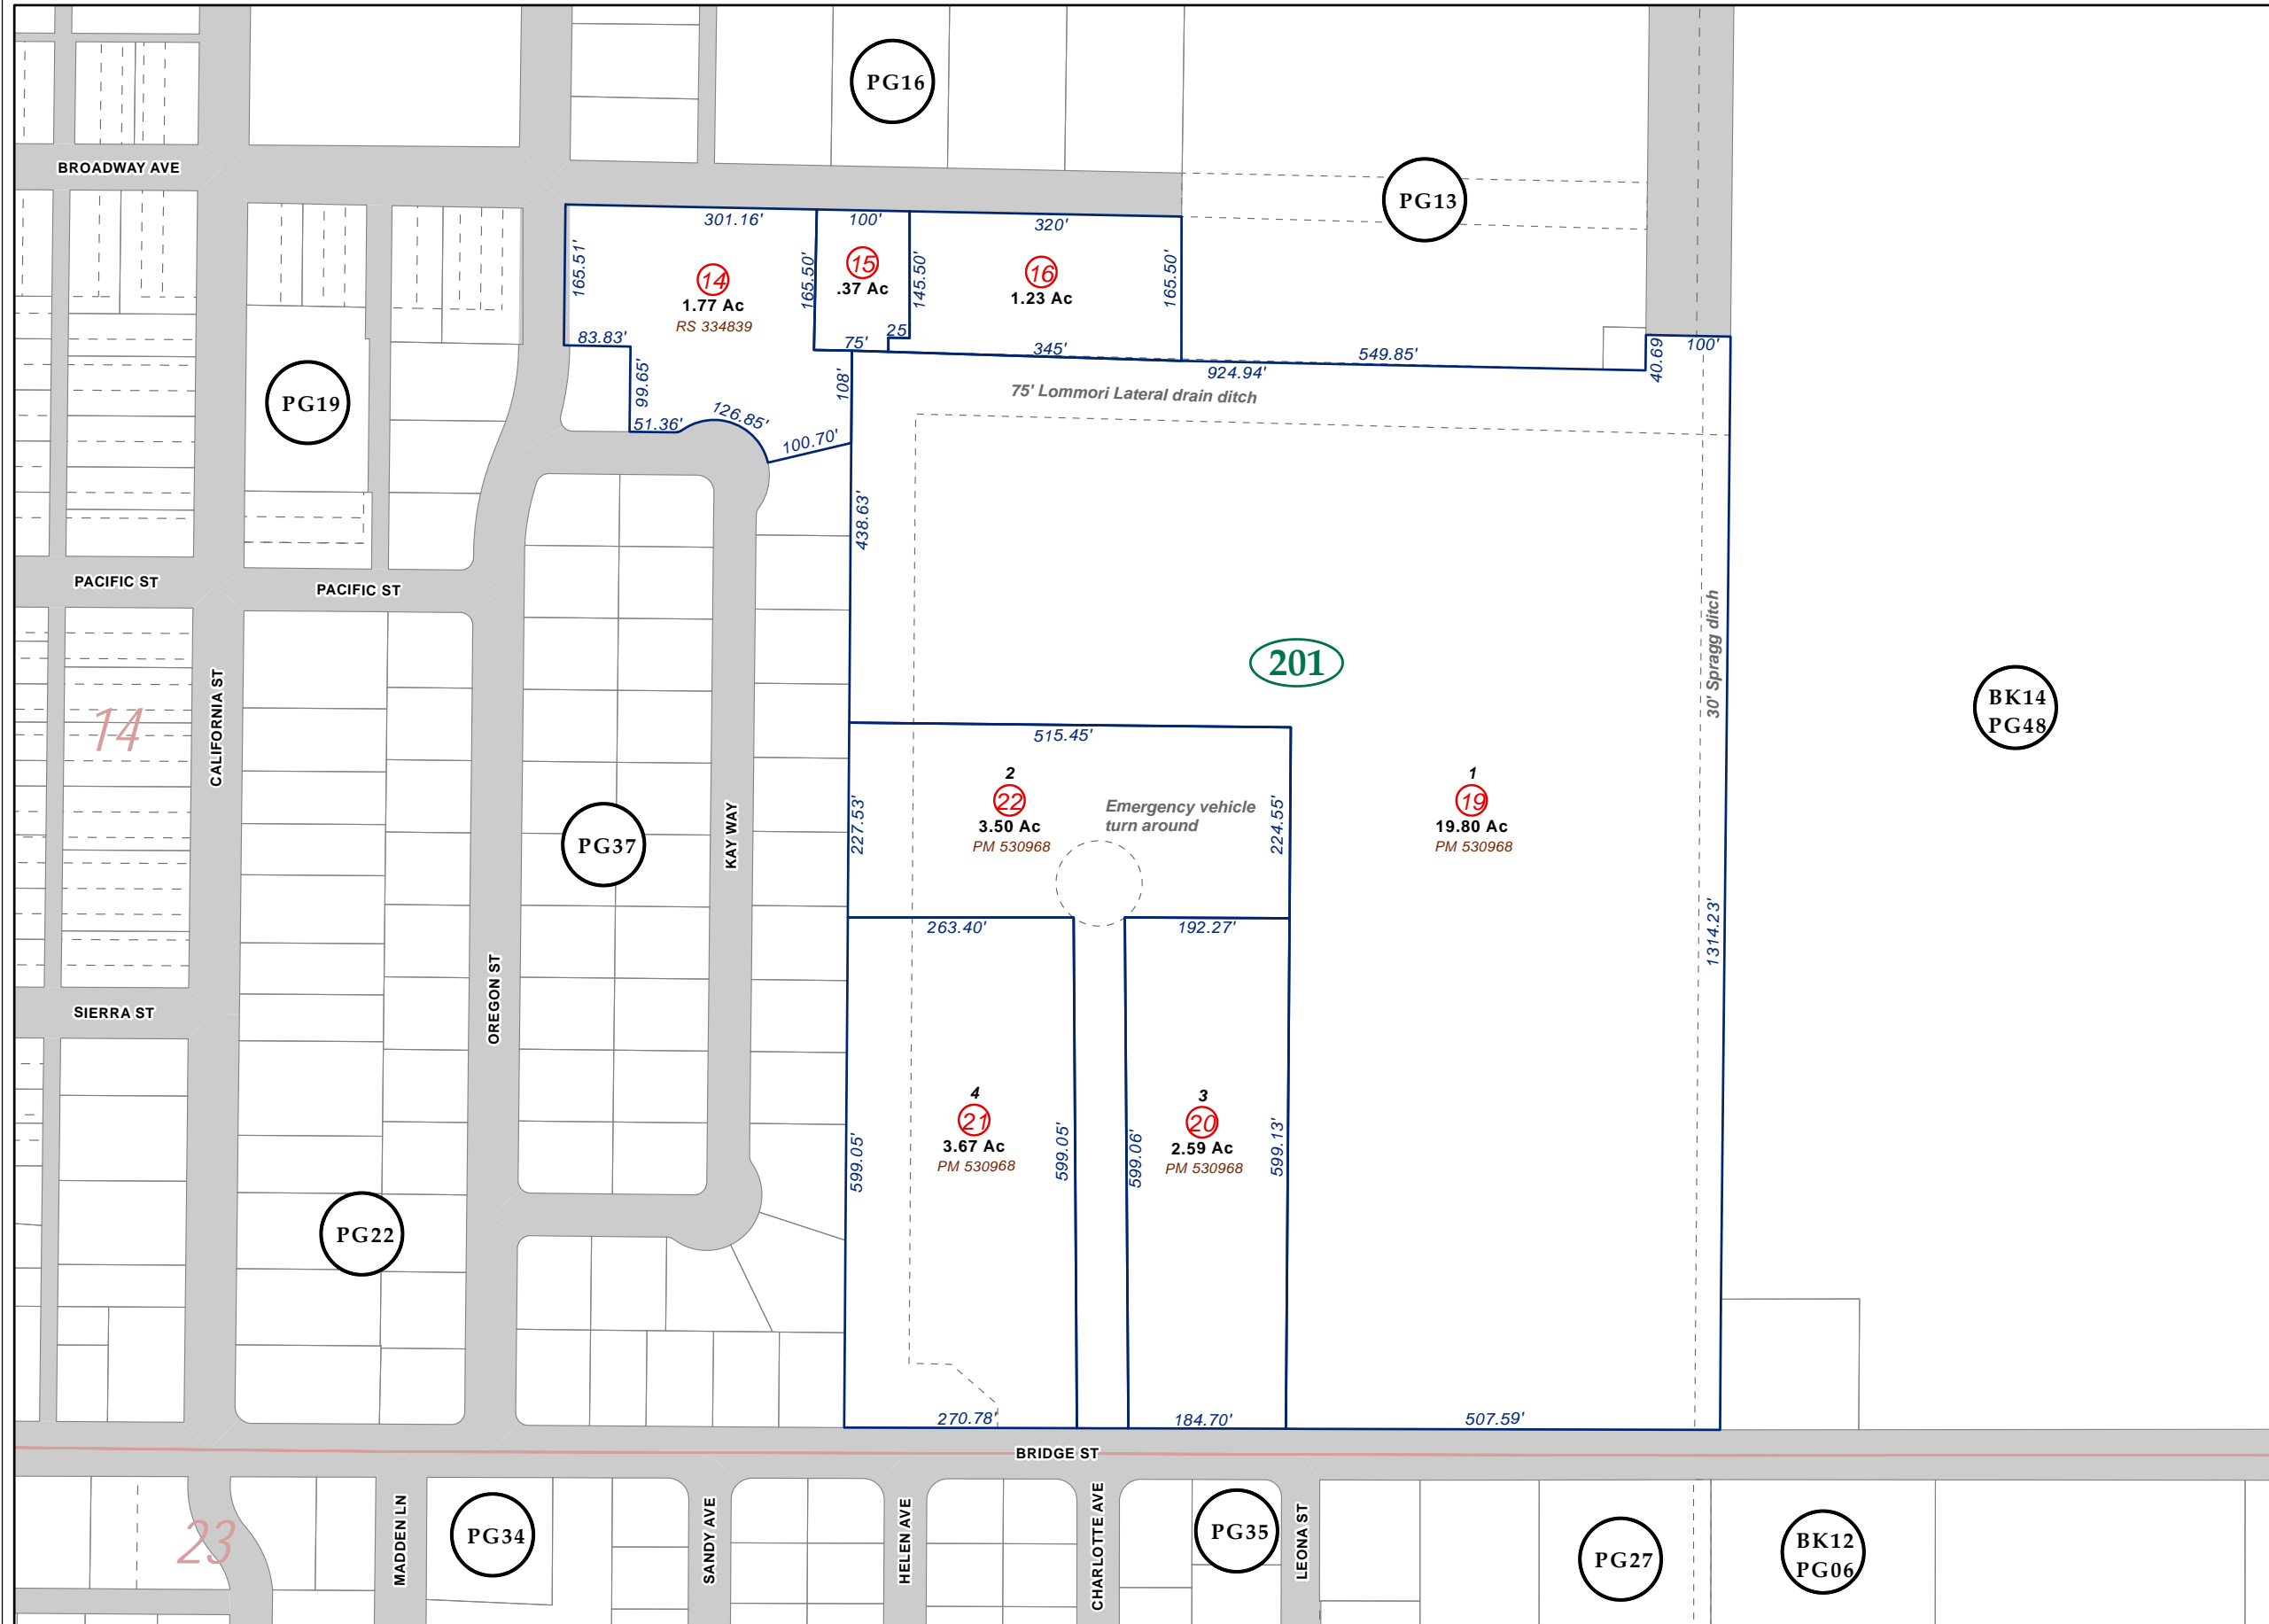 PG16
BROADWAY AVE
PG13
301.16'
100'
320'
165.51'
165.50'
145.50'
165.50'
14
1.77 Ac
RS 334839
15
.37 Ac
16
1.23 Ac
83.83'
25'
75'
345'
549.85'
924.94'
40.69
100'
99.65'
108'
75' Lommori Lateral drain ditch
PG19
51.36'
126.85'
100.70'
438.63'
PACIFIC ST
PACIFIC ST
30' Spragg ditch
201
BK14
PG48
14
CALIFORNIA ST
515.45'
2
22
3.50 Ac
PM 530968
Emergency vehicle
turn around
1
19
19.80 Ac
PM 530968
227.53'
224.55'
KAY WAY
PG37
263.40'
192.27'
1314.23'
OREGON ST
SIERRA ST
4
21
3.67 Ac
PM 530968
3
20
2.59 Ac
PM 530968
599.05'
599.05'
599.06'
599.13'
PG22
270.78'
184.70'
507.59'
BRIDGE ST
23
MADDEN LN
PG34
SANDY AVE
HELEN AVE
CHARLOTTE AVE
PG35
LEONA ST
PG27
BK12
PG06